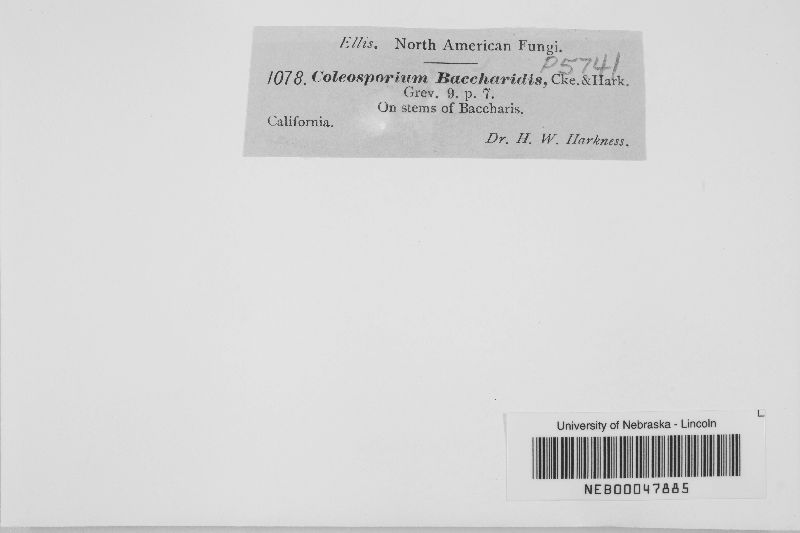 Ellis. North American Fungi.
P5741
1078. Coleosporium Baccharidis, Cke. & Hark.
Grev. 9. p. 7.
On stems of Baccharis.
California.
Dr. H. W. Harkness.
University of Nebraska - Lincoln
NEB00047885